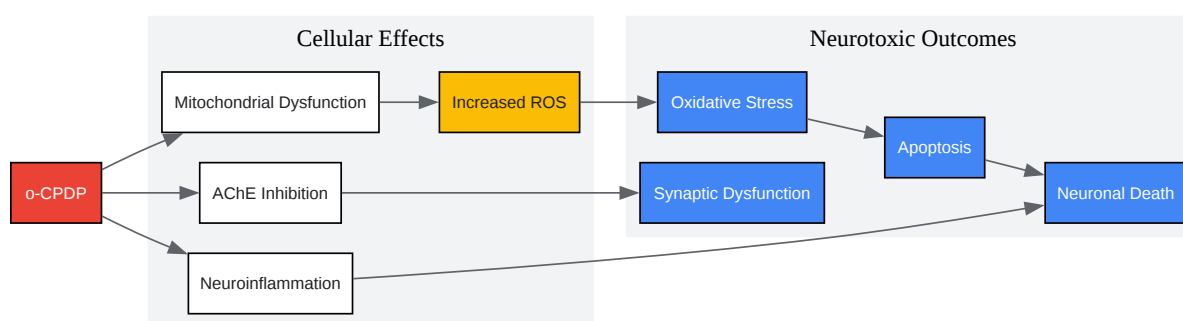 Cellular Effects
Neurotoxic Outcomes
Mitochondrial Dysfunction
Increased ROS
Oxidative Stress
Apoptosis
o-CPDP
AChE Inhibition
Synaptic Dysfunction
Neuronal Death
Neuroinflammation